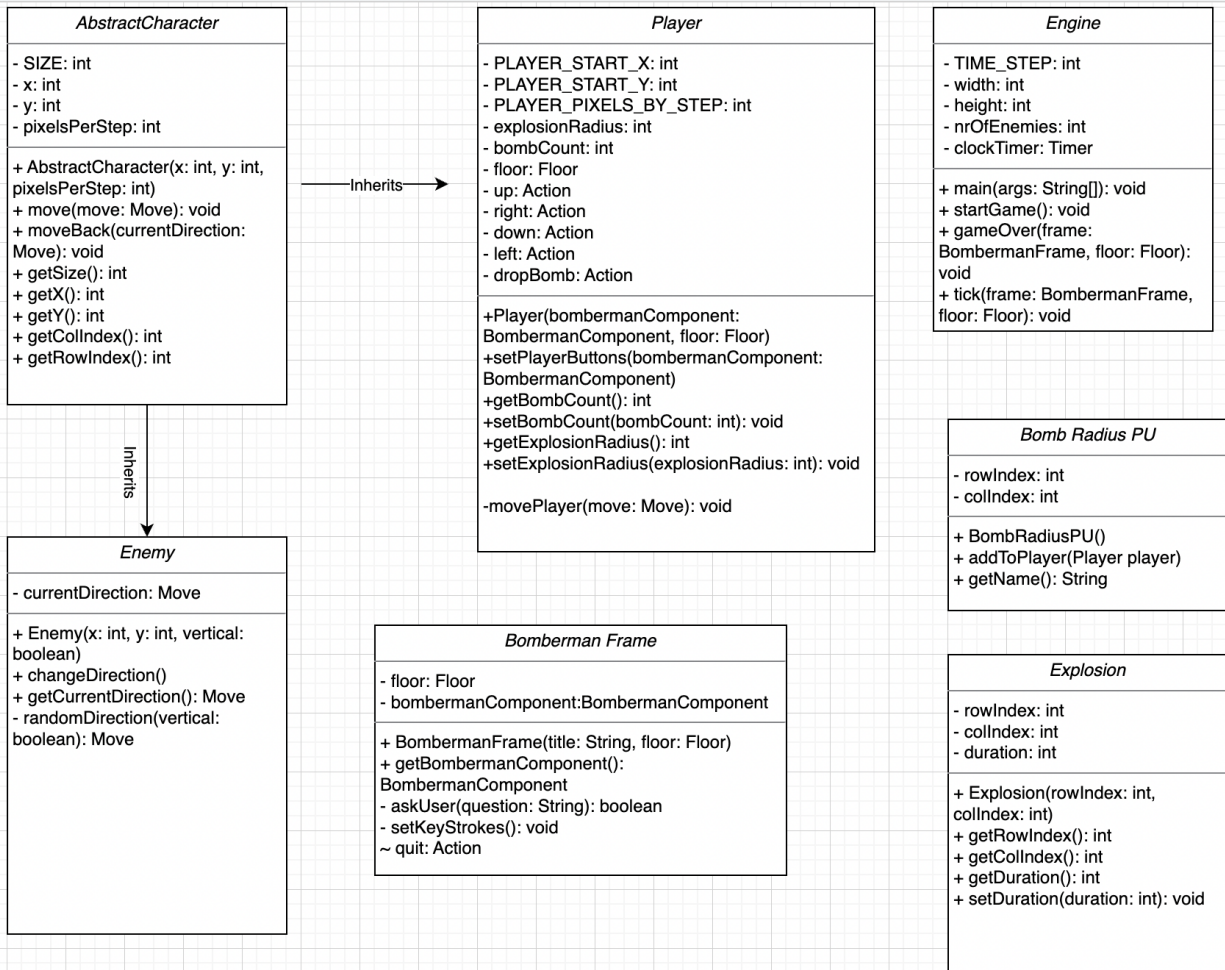 AbstractCharacter
- SIZE: int
- x: int
- y: int
- pixelsPerStep: int
+ AbstractCharacter(x: int, y: int,
pixelsPerStep: int)
+ move(move: Move): void
+ moveBack(currentDirection:
Move): void
+ getSize(): int
+ getX(): int
+ getY(): int
+ getColIndex(): int
+ getRowIndex(): int
Inherits
Player
- PLAYER_START_X: int
- PLAYER_START_Y: int
- PLAYER_PIXELS_BY_STEP: int
- explosionRadius: int
- bombCount: int
- floor: Floor
- up: Action
- right: Action
- down: Action
- left: Action
- dropBomb: Action
+Player(bombermanComponent:
BombermanComponent, floor: Floor)
+setPlayerButtons(bombermanComponent:
BombermanComponent)
+getBombCount(): int
+setBombCount(bombCount: int): void
+getExplosionRadius(): int
+setExplosionRadius(explosionRadius: int): void
-movePlayer(move: Move): void
Engine
- TIME_STEP: int
- width: int
- height: int
- nrOfEnemies: int
- clockTimer: Timer
+ main(args: String[]): void
+ startGame(): void
+ gameOver(frame:
BombermanFrame, floor: Floor):
void
+ tick(frame: BombermanFrame,
floor: Floor): void
Inherits
Enemy
- currentDirection: Move
+ Enemy(x: int, y: int, vertical:
boolean)
+ changeDirection()
+ getCurrentDirection(): Move
- randomDirection(vertical:
boolean): Move
Bomberman Frame
- floor: Floor
- bombermanComponent:BombermanComponent
+ BombermanFrame(title: String, floor: Floor)
+ getBombermanComponent():
BombermanComponent
- askUser(question: String): boolean
- setKeyStrokes(): void
~ quit: Action
Bomb Radius PU
- rowIndex: int
- colIndex: int
+ BombRadiusPU()
+ addToPlayer(Player player)
+ getName(): String
Explosion
- rowIndex: int
- colIndex: int
- duration: int
+ Explosion(rowIndex: int,
colIndex: int)
+ getRowIndex(): int
+ getColIndex(): int
+ getDuration(): int
+ setDuration(duration: int): void